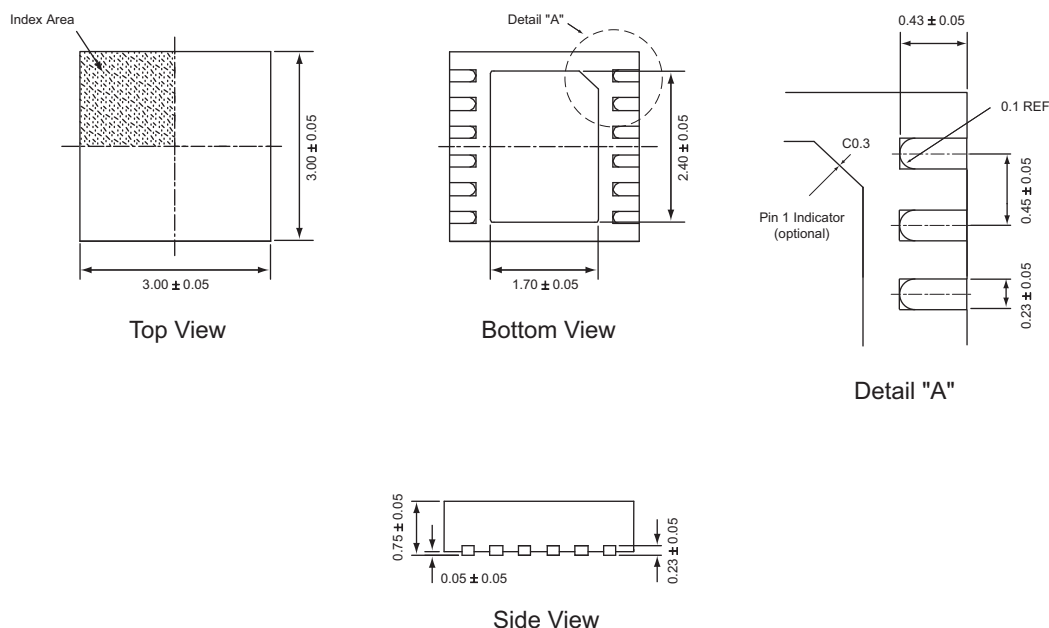 Index Area
3.00 ± 0.05
3.00 ± 0.05
Top View
Detail "A"
2.40 ± 0.05
1.70 ± 0.05
Bottom View
0.43 ± 0.05
0.1 REF
C0.3
0.45 ± 0.05
Pin 1 Indicator
(optional)
0.23 ± 0.05
Detail "A"
0.75 ± 0.05
0.05 ± 0.05
0.23 ± 0.05
Side View